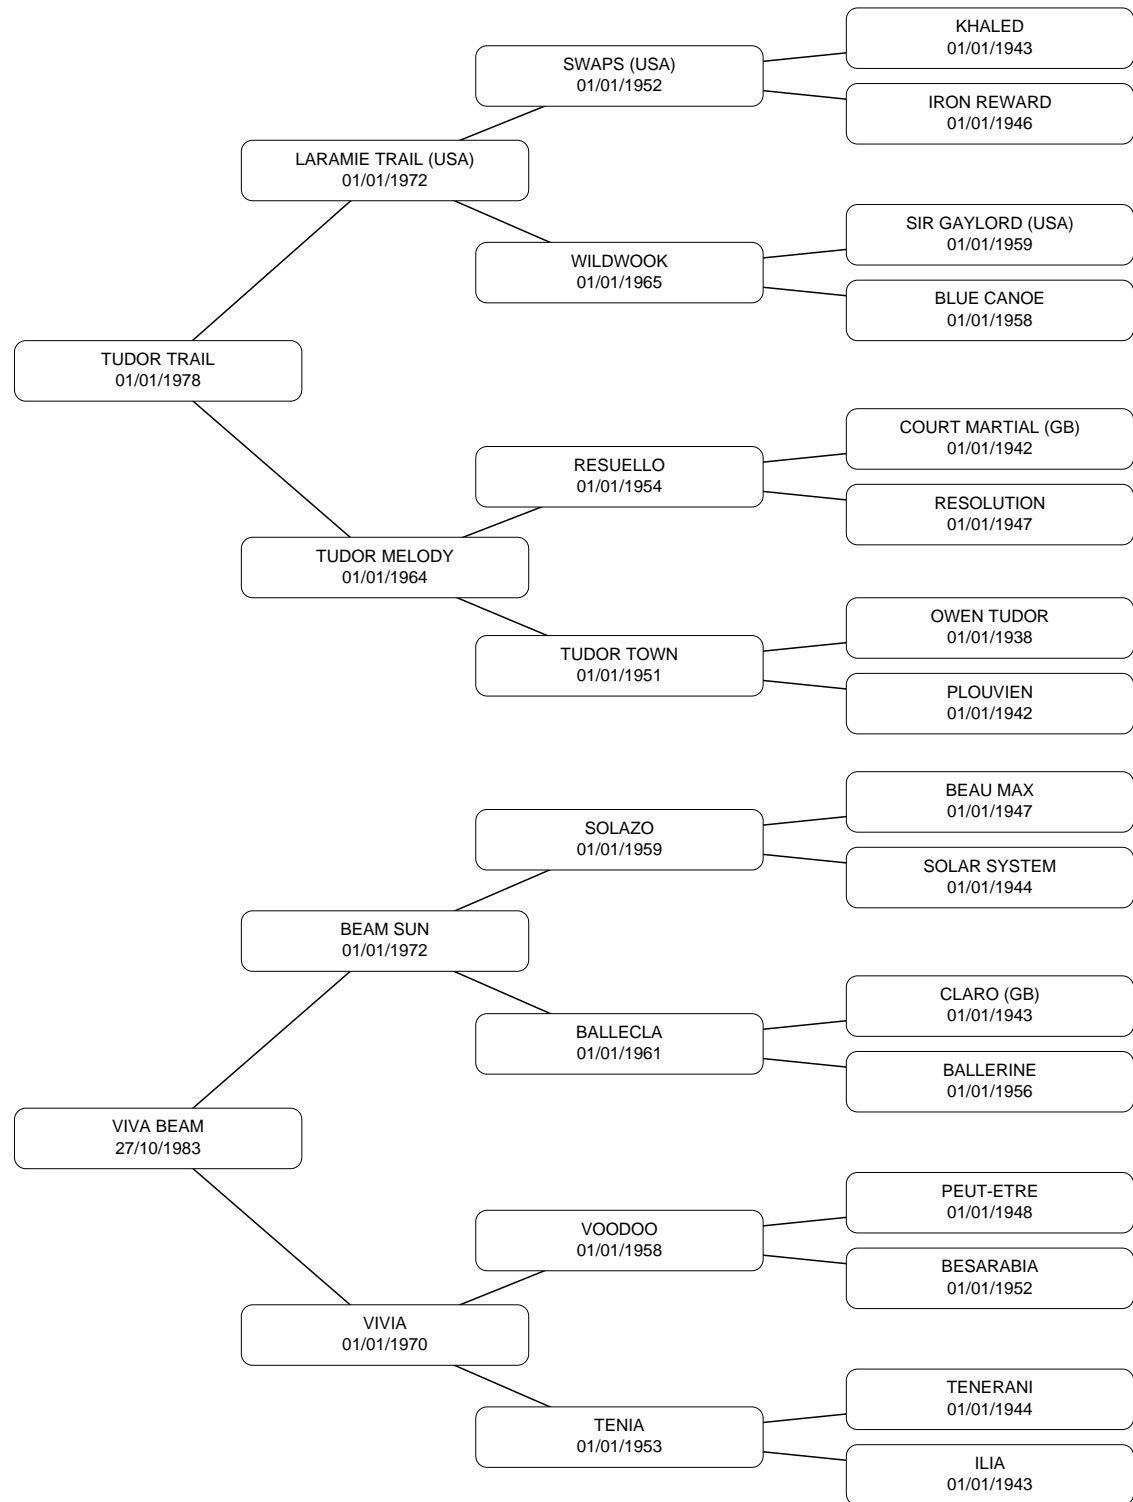 KHALED
01/01/1943
SWAPS (USA)
01/01/1952
IRON REWARD
01/01/1946
LARAMIE TRAIL (USA)
01/01/1972
SIR GAYLORD (USA)
01/01/1959
WILDWOOK
01/01/1965
BLUE CANOE
01/01/1958
TUDOR TRAIL
01/01/1978
COURT MARTIAL (GB)
01/01/1942
RESUELLO
01/01/1954
RESOLUTION
01/01/1947
TUDOR MELODY
01/01/1964
OWEN TUDOR
01/01/1938
TUDOR TOWN
01/01/1951
PLOUVIEN
01/01/1942
BEAU MAX
01/01/1947
SOLAZO
01/01/1959
SOLAR SYSTEM
01/01/1944
BEAM SUN
01/01/1972
CLARO (GB)
01/01/1943
BALLECLA
01/01/1961
BALLERINE
01/01/1956
VIVA BEAM
27/10/1983
PEUT-ETRE
01/01/1948
VOODOO
01/01/1958
BESARABIA
01/01/1952
VIVIA
01/01/1970
TENERANI
01/01/1944
TENIA
01/01/1953
ILIA
01/01/1943